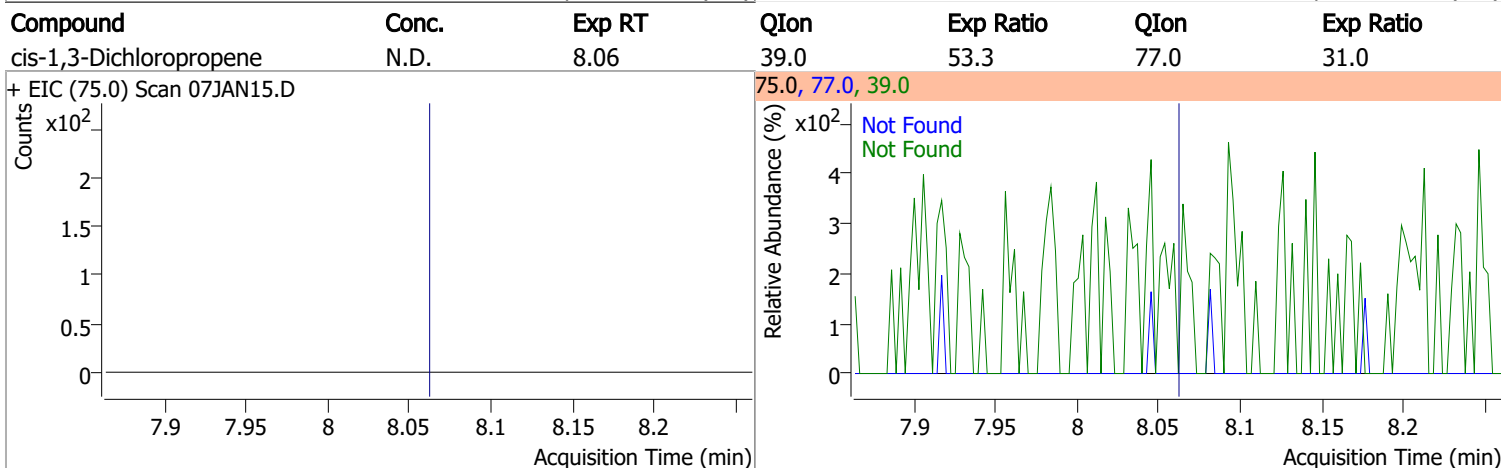 Compound Conc. Exp RT QIon Exp Ratio QIon Exp Ratio
cis-1,3-Dichloropropene N.D. 8.06 39.0 53.3 77.0 31.0
+ EIC (75.0) Scan 07JAN15.D
Counts
x10²
2
1.5
1
0.5
0
7.9 7.95 8 8.05 8.1 8.15 8.2
Acquisition Time (min)
75.0, 77.0, 39.0
Relative Abundance (%)
x10²
Not Found
Not Found
4
3
2
1
0
7.9 7.95 8 8.05 8.1 8.15 8.2
Acquisition Time (min)